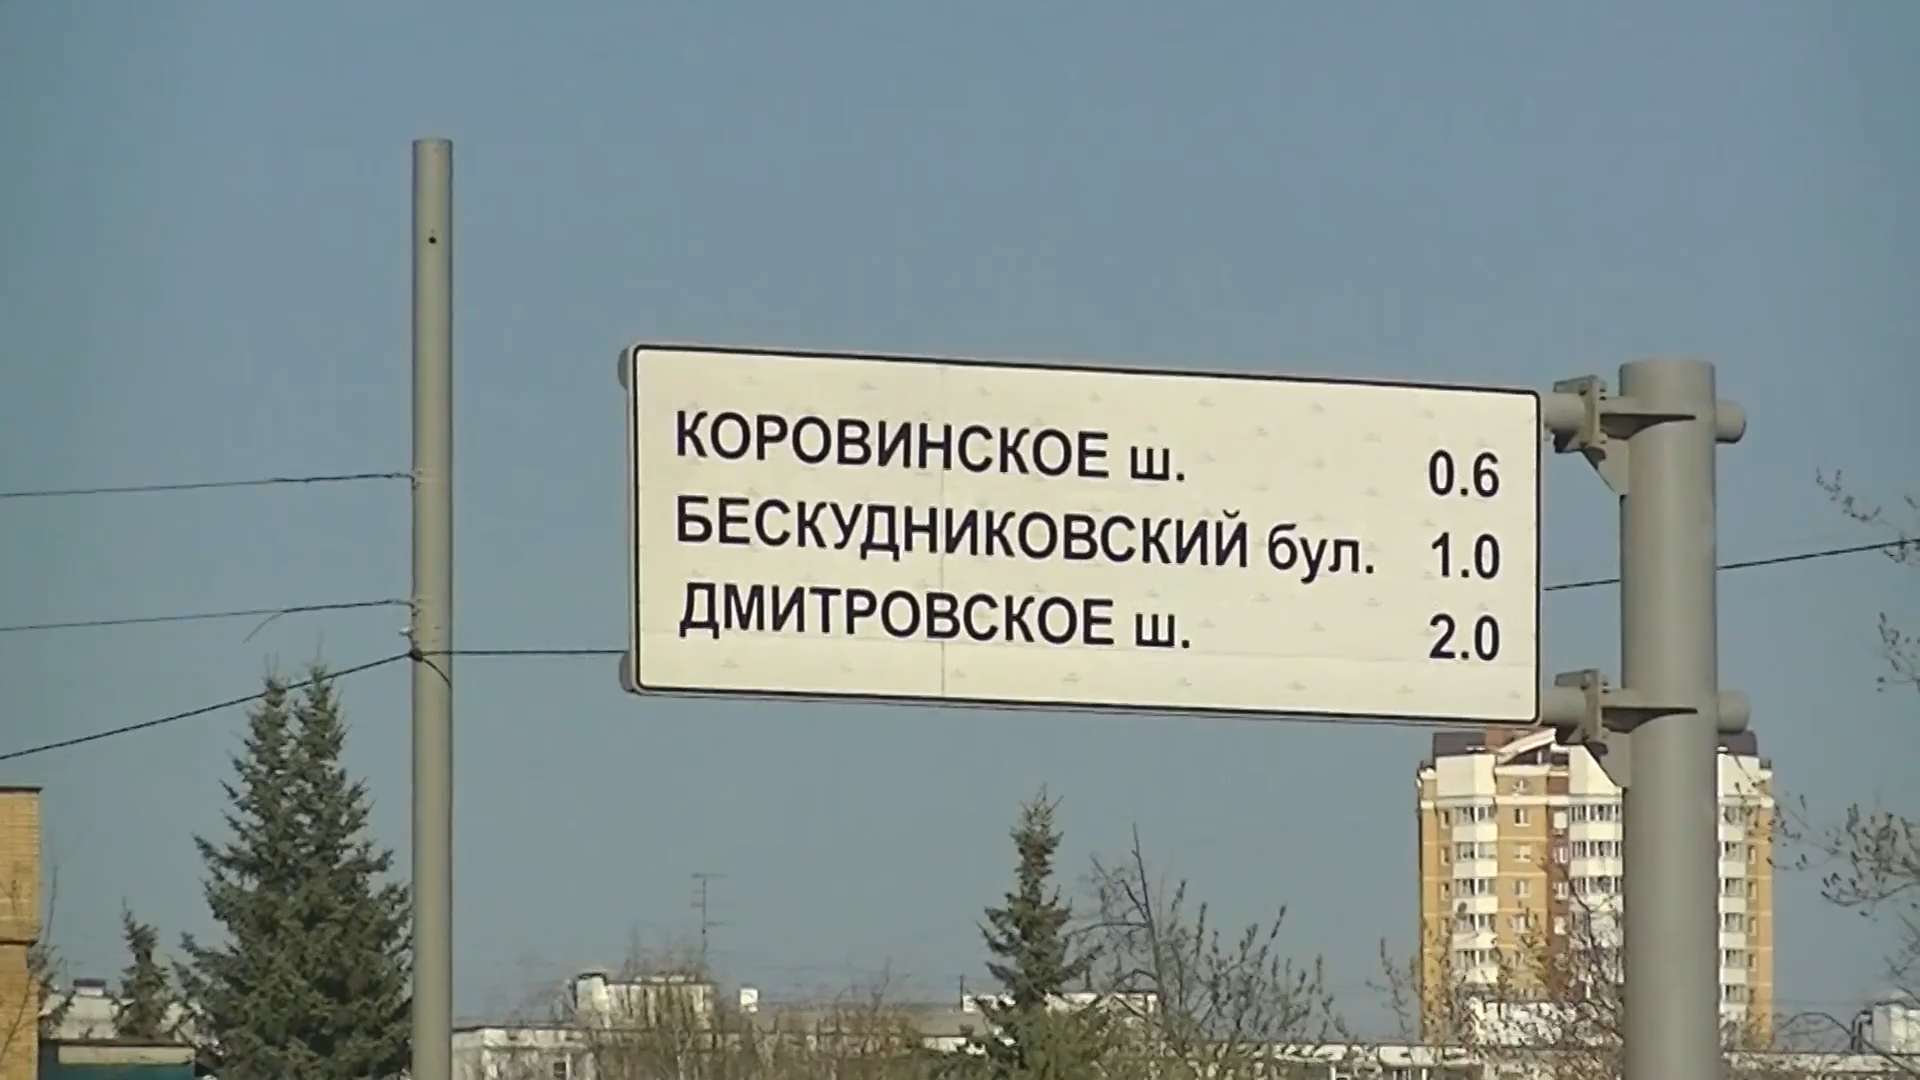 КОРОВИНСКОЕ ш. 0.6
БЕСКУДНИКОВСКИЙ бул. 1.0
ДМИТРОВСКОЕ ш. 2.0